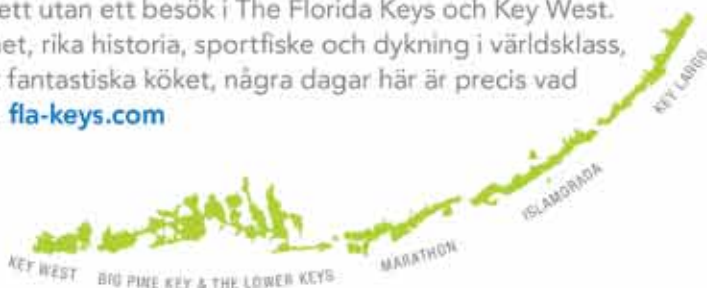 ett utan ett besök i The Florida Keys och Key West.
het, rika historia, sportfiske och dykning i världsklass,
fantastiska köket, några dagar här är precis vad
fla-keys.com
KEY LARGO
ISLAMORADA
MARATHON
KEY WEST
BIG PINE KEY & THE LOWER KEYS